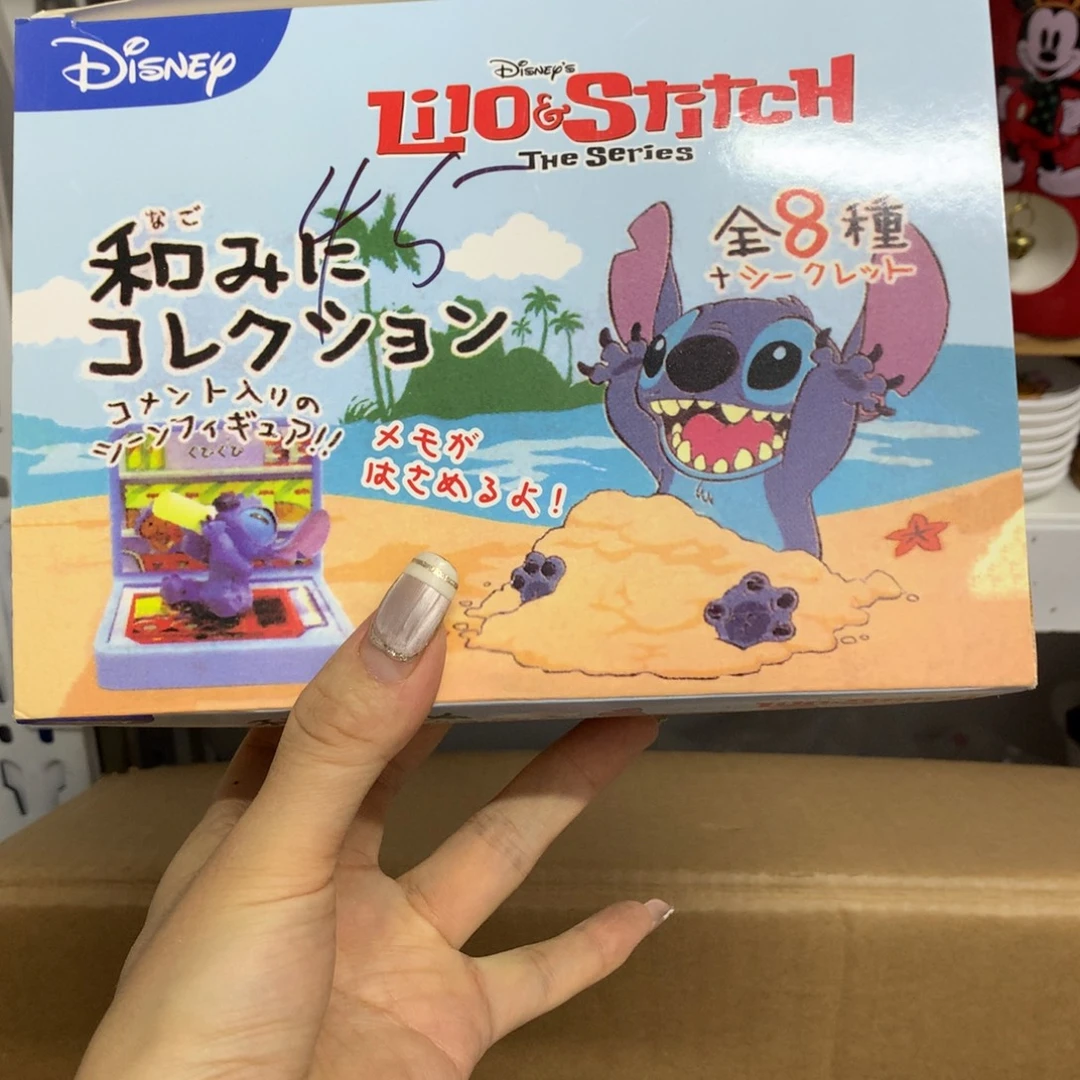 Disney
Disney's
Lilo & Stitch
The Series
45-
なご
和みに
コレクション
全8種
+シークレット
コメント入りの
シーンフィギュア!!
メモが
はさめるよ!